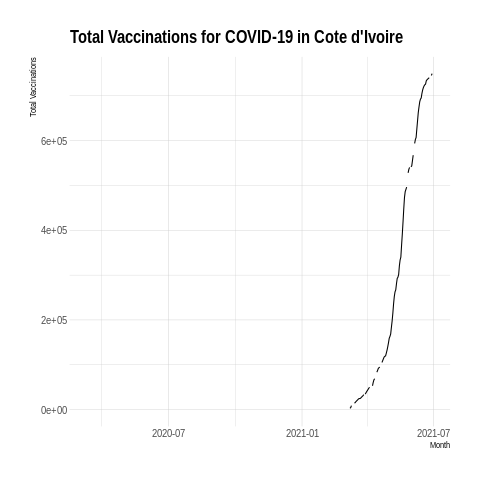 Total Vaccinations for COVID-19 in Cote d'Ivoire
Total Vaccinations
6e+05
4e+05
2e+05
0e+00
2020-07 2021-01 2021-07
Month